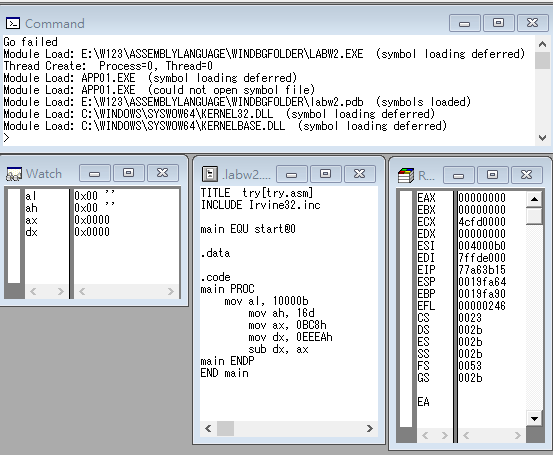 Command
Go failed
Module Load: E:\W123\ASSEMBLYLANGUAGE\WINDBGFOLDER\LABW2.EXE  (symbol loading deferred)
Thread Create:  Process=0, Thread=0
Module Load: APP01.EXE  (symbol loading deferred)
Module Load: APP01.EXE  (could not open symbol file)
Module Load: E:\W123\ASSEMBLYLANGUAGE\WINDBGFOLDER\labw2.pdb  (symbols loaded)
Module Load: C:\WINDOWS\SYSWOW64\KERNEL32.DLL  (symbol loading deferred)
Module Load: C:\WINDOWS\SYSWOW64\KERNELBASE.DLL  (symbol loading deferred)
>
Watch
al 0x00 ''
ah 0x00 ''
ax 0x0000
dx 0x0000
.labw2....
TITLE  try[try.asm]
INCLUDE Irvine32.inc
main EQU start@0
.data
.code
main PROC
mov al, 10000b
mov ah, 16d
mov ax, 0BC8h
mov dx, 0EEEAh
sub dx, ax
main ENDP
END main
R...
EAX 00000000
EBX 00000000
ECX 4cfd0000
EDX 00000000
ESI 004000b0
EDI 7ffde000
EIP 77a63b15
ESP 0019fa64
EBP 0019fa90
EFL 00000246
CS 0023
DS 002b
ES 002b
SS 002b
FS 0053
GS 002b
EA